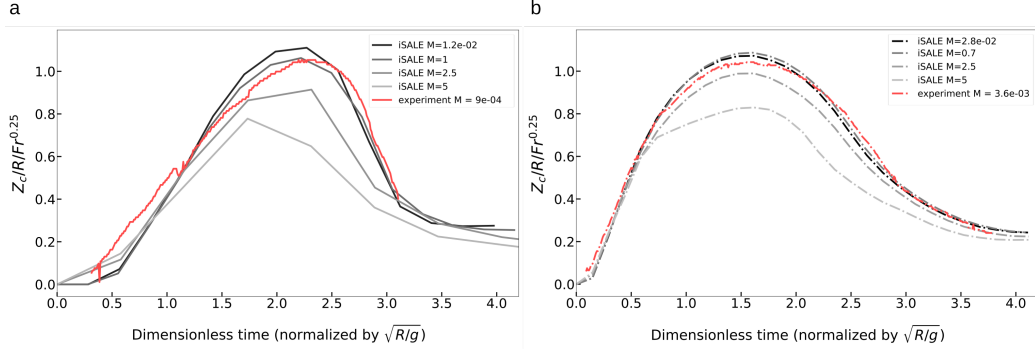 a
Z_C/R/Fr^0.25
1.0
0.8
0.6
0.4
0.2
0.0
iSALE M=1.2e-02
iSALE M=1
iSALE M=2.5
iSALE M=5
experiment M = 9e-04
0.0 0.5 1.0 1.5 2.0 2.5 3.0 3.5 4.0
Dimensionless time (normalized by √R/g)
b
Z_C/R/Fr^0.25
1.0
0.8
0.6
0.4
0.2
0.0
iSALE M=2.8e-02
iSALE M=0.7
iSALE M=2.5
iSALE M=5
experiment M = 3.6e-03
0.0 0.5 1.0 1.5 2.0 2.5 3.0 3.5 4.0
Dimensionless time (normalized by √R/g)